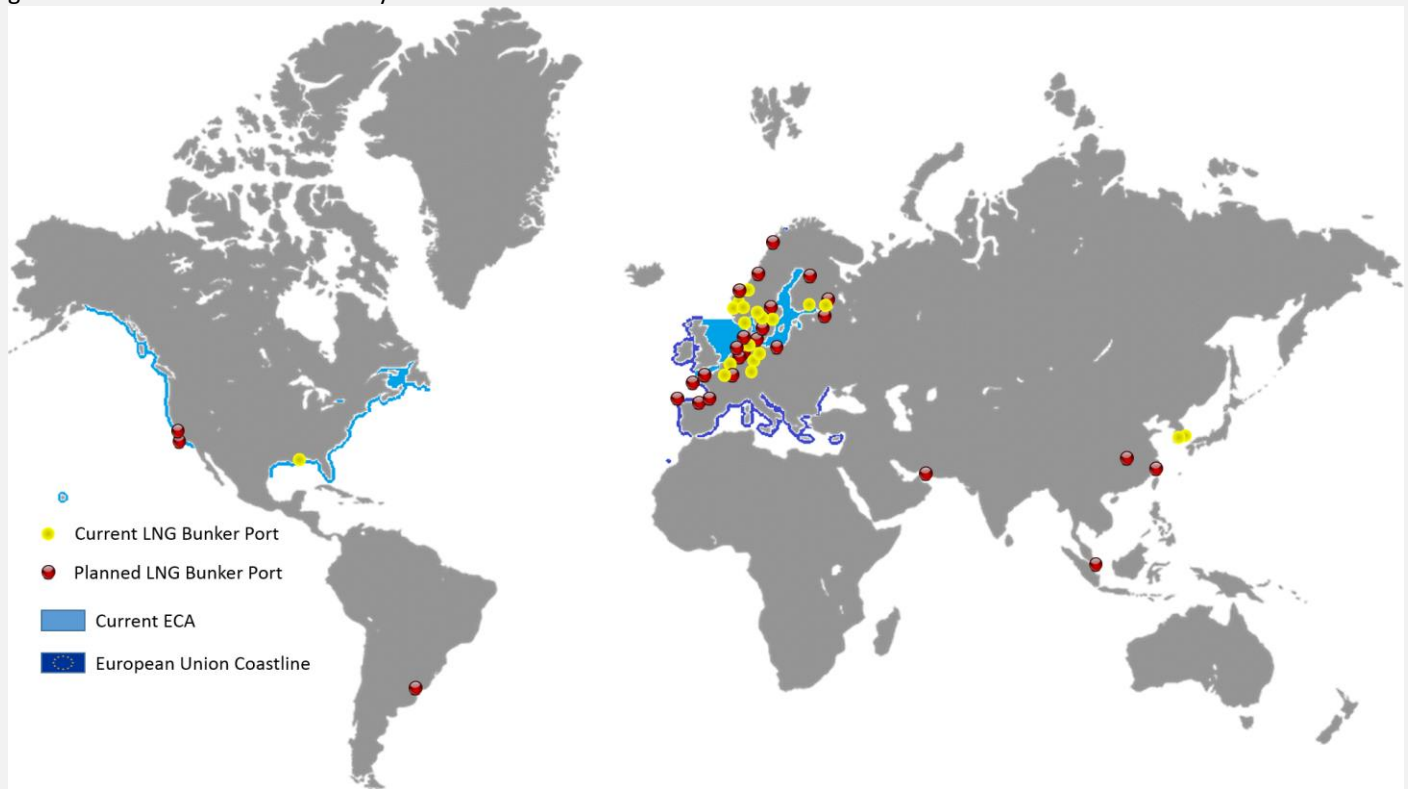 Current LNG Bunker Port
Planned LNG Bunker Port
Current ECA
European Union Coastline